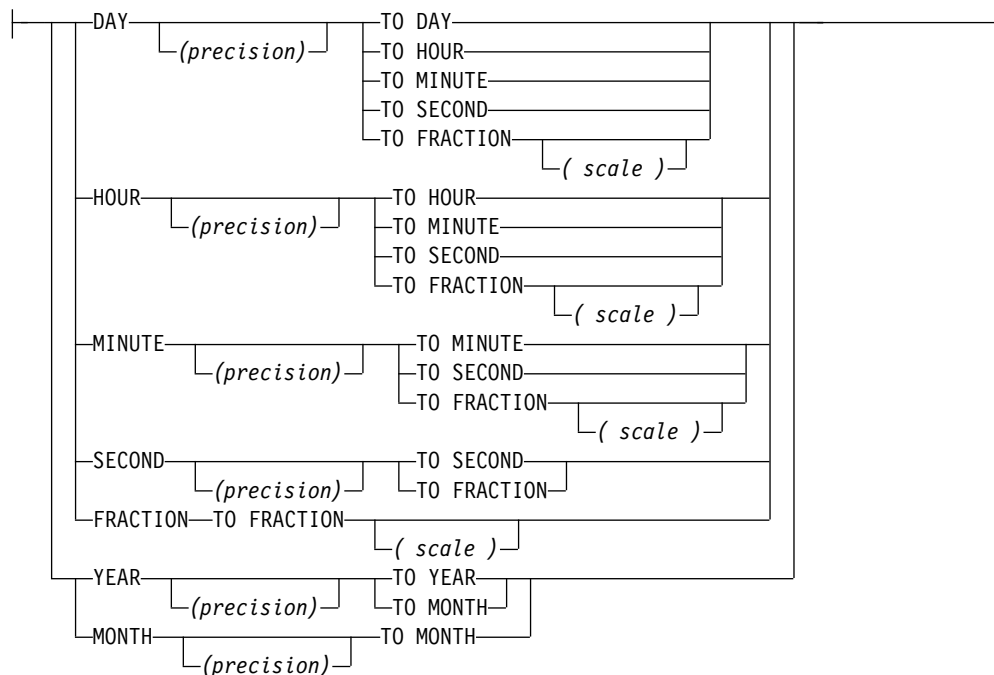 DAY TO DAY
(precision) TO HOUR
TO MINUTE
TO SECOND
TO FRACTION
( scale )
HOUR TO HOUR
(precision) TO MINUTE
TO SECOND
TO FRACTION
( scale )
MINUTE TO MINUTE
(precision) TO SECOND
TO FRACTION
( scale )
SECOND TO SECOND
(precision) TO FRACTION
FRACTION TO FRACTION
( scale )
YEAR TO YEAR
(precision) TO MONTH
MONTH TO MONTH
(precision)